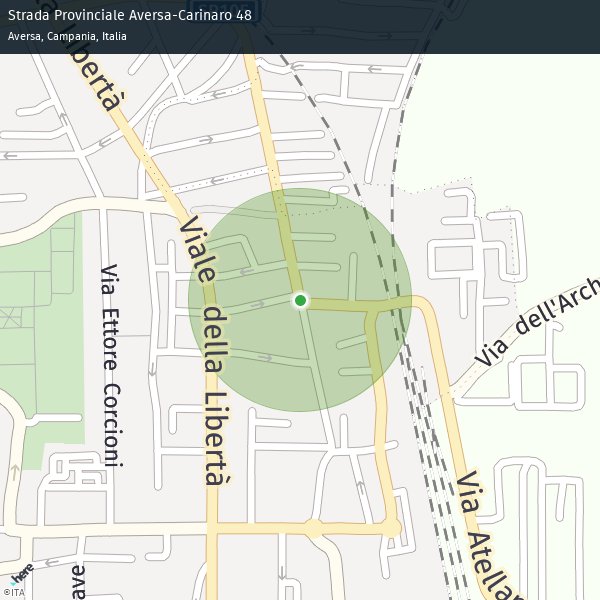 Strada Provinciale Aversa-Carinaro 48
Aversa, Campania, Italia
Libertà
Viale della Libertà
Via Ettore Corcioni
Via dell'Arch
Via Atellan
ave
here
©ITA